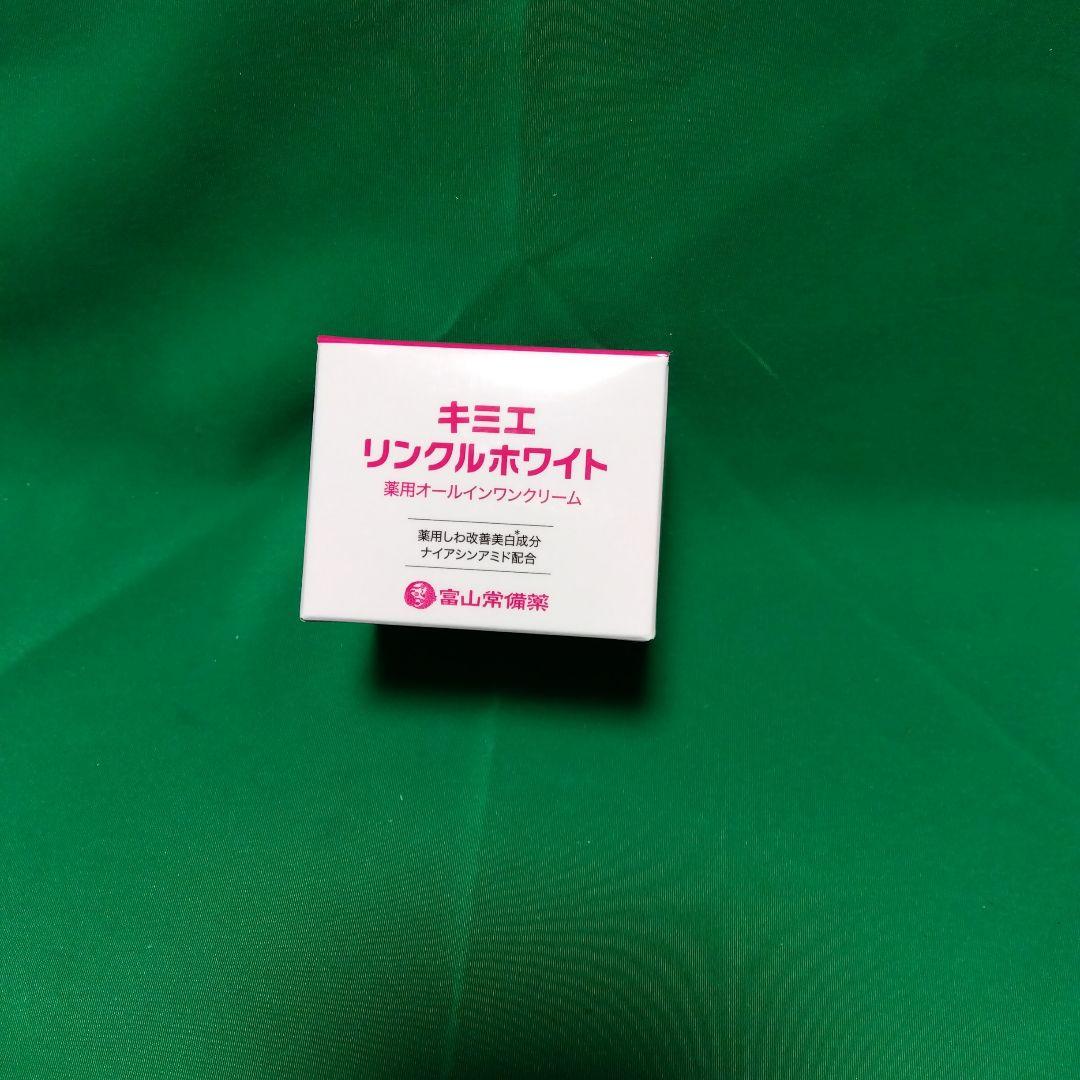 キミエ
リンクルホワイト
薬用オールインワンクリーム
薬用しわ改善美白*成分
ナイアシンアミド配合
富山常備薬